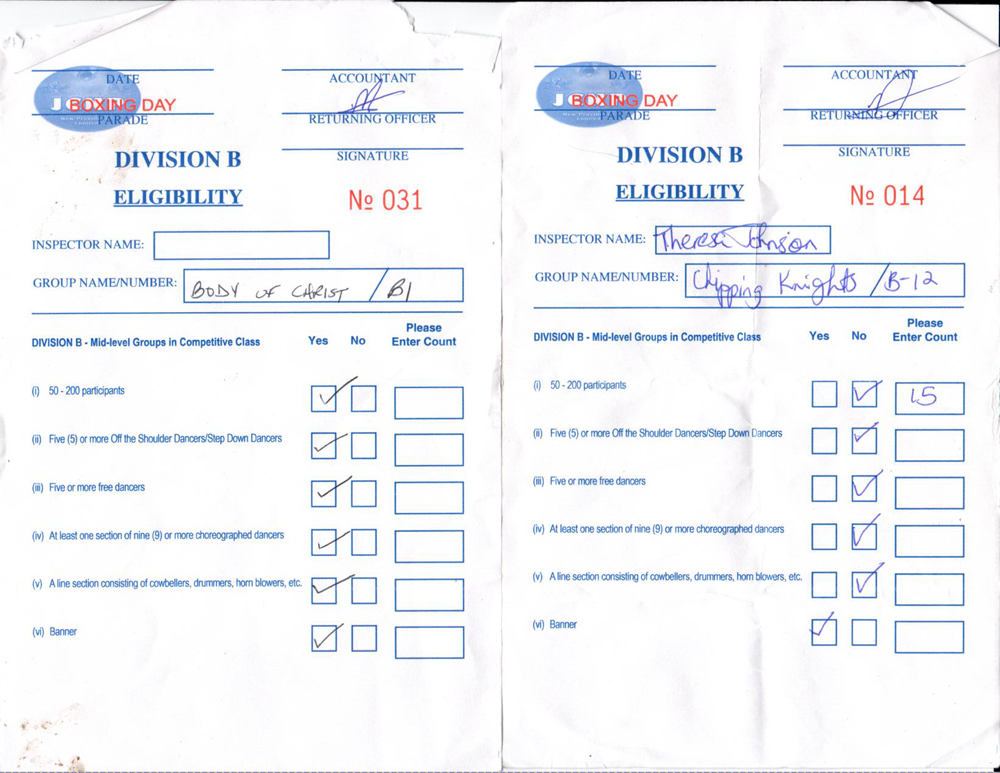 DATE
ACCOUNTANT
BOXING DAY
PARADE
RETURNING OFFICER
DIVISION B
SIGNATURE
ELIGIBILITY
№ 031
INSPECTOR NAME:
GROUP NAME/NUMBER: BODY OF CHRIST / B1
Please
DIVISION B - Mid-level Groups in Competitive Class Yes No Enter Count
(i) 50 - 200 participants
(ii) Five (5) or more Off the Shoulder Dancers/Step Down Dancers
(iii) Five or more free dancers
(iv) At least one section of nine (9) or more choreographed dancers
(v) A line section consisting of cowbellers, drummers, horn blowers, etc.
(vi) Banner
DATE
ACCOUNTANT
BOXING DAY
PARADE
RETURNING OFFICER
DIVISION B
SIGNATURE
ELIGIBILITY
№ 014
INSPECTOR NAME: Theresa Johnson
GROUP NAME/NUMBER: Chipping Knights / B-12
Please
DIVISION B - Mid-level Groups in Competitive Class Yes No Enter Count
(i) 50 - 200 participants 15
(ii) Five (5) or more Off the Shoulder Dancers/Step Down Dancers
(iii) Five or more free dancers
(iv) At least one section of nine (9) or more choreographed dancers
(v) A line section consisting of cowbellers, drummers, horn blowers, etc.
(vi) Banner